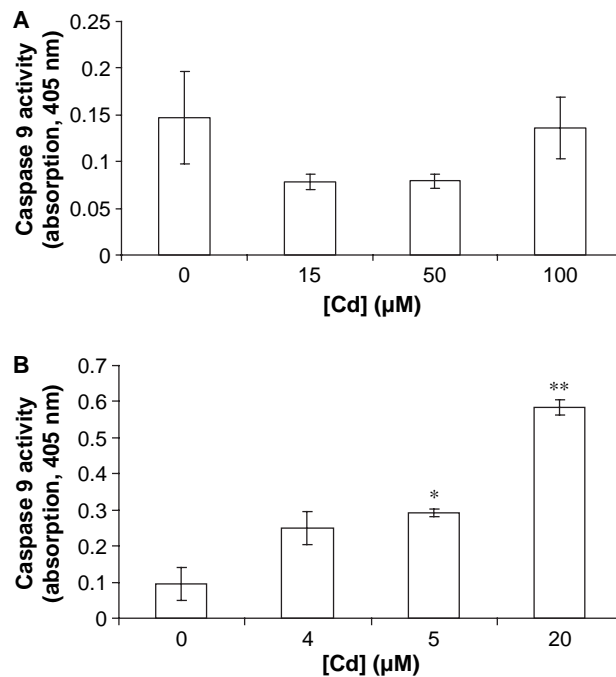 A
Caspase 9 activity
(absorption, 405 nm)
0.25
0.2
0.15
0.1
0.05
0
0 15 50 100
[Cd] (µM)
B
Caspase 9 activity
(absorption, 405 nm)
0.7
0.6
0.5
0.4
0.3
0.2
0.1
0
*
**
0 4 5 20
[Cd] (µM)